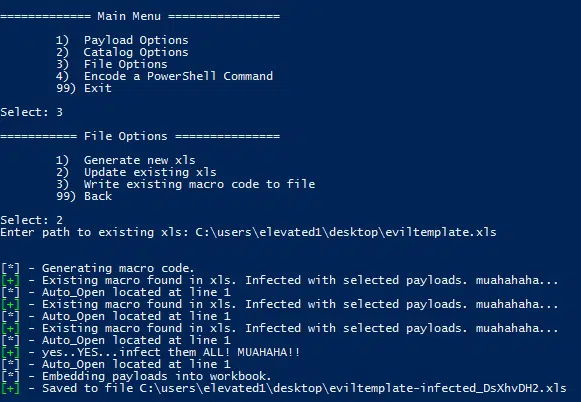 ============= Main Menu ================
1) Payload Options
2) Catalog Options
3) File Options
4) Encode a PowerShell Command
99) Exit
Select: 3
=========== File Options ===============
1) Generate new xls
2) Update existing xls
3) Write existing macro code to file
99) Back
Select: 2
Enter path to existing xls: C:\users\elevated1\desktop\eviltemplate.xls
[*] - Generating macro code.
[+] - Existing macro found in xls. Infected with selected payloads. muahahaha...
[*] - Auto_Open located at line 1
[+] - Existing macro found in xls. Infected with selected payloads. muahahaha...
[*] - Auto_Open located at line 1
[+] - Existing macro found in xls. Infected with selected payloads. muahahaha...
[*] - Auto_Open located at line 1
[+] - yes..YES...infect them ALL! MUAHAHA!!
[*] - Auto_Open located at line 1
[*] - Embedding payloads into workbook.
[+] - Saved to file C:\users\elevated1\desktop\eviltemplate-infected_DsXhvDH2.xls